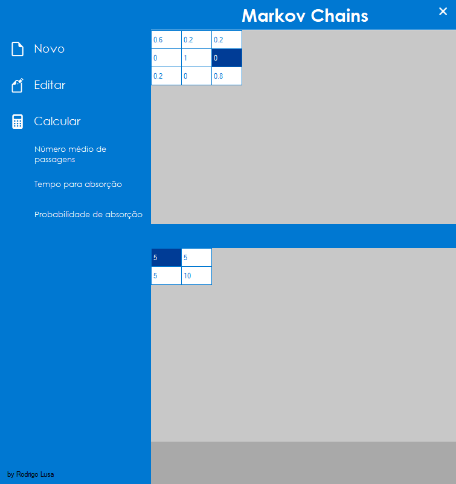 Markov Chains
Novo
Editar
Calcular
Número médio de
passagens
Tempo para absorção
Probabilidade de absorção
0.6 0.2 0.2
0 1 0
0.2 0 0.8
5 5
5 10
by Rodrigo Lusa